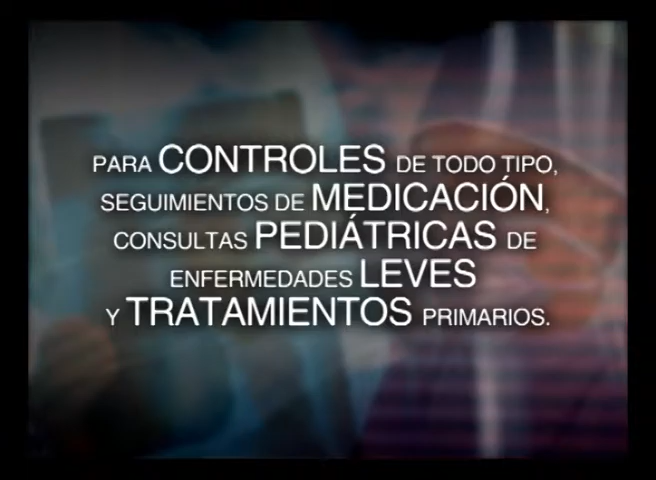 PARA CONTROLES DE TODO TIPO,
SEGUIMIENTOS DE MEDICACIÓN,
CONSULTAS PEDIÁTRICAS DE
ENFERMEDADES LEVES
Y TRATAMIENTOS PRIMARIOS.